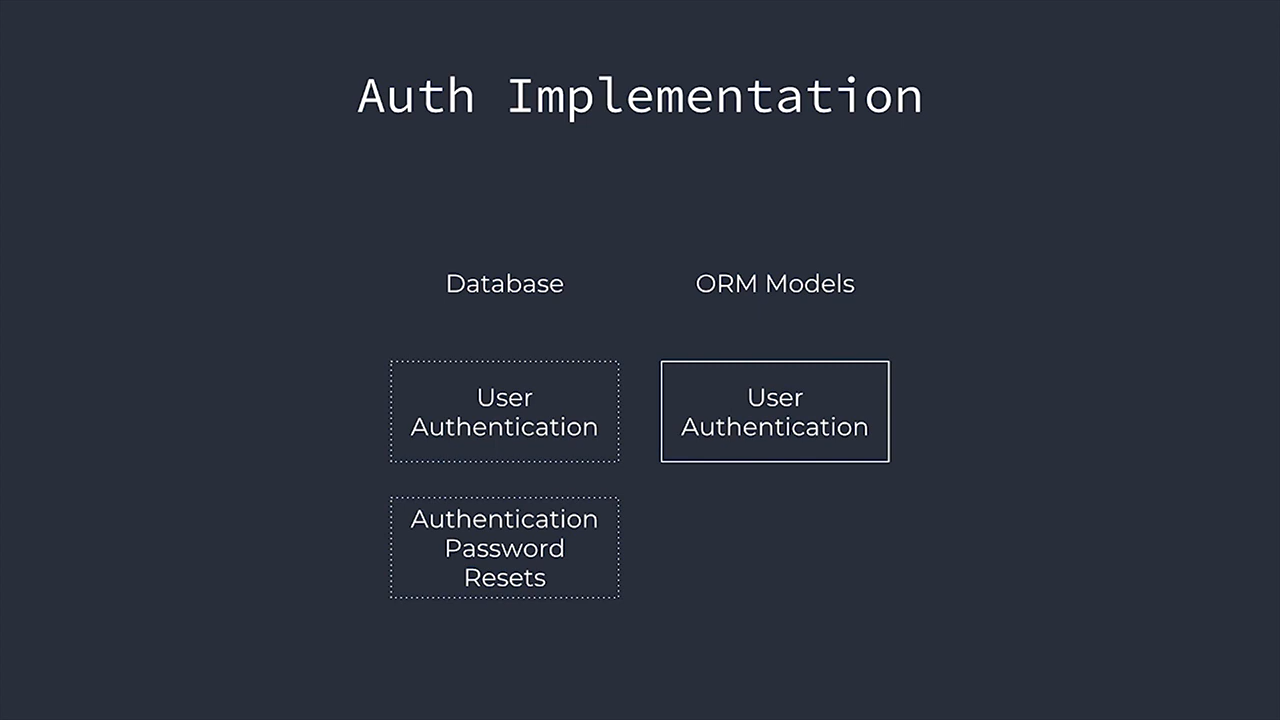 Auth Implementation
Database
ORM Models
User
Authentication
User
Authentication
Authentication
Password
Resets